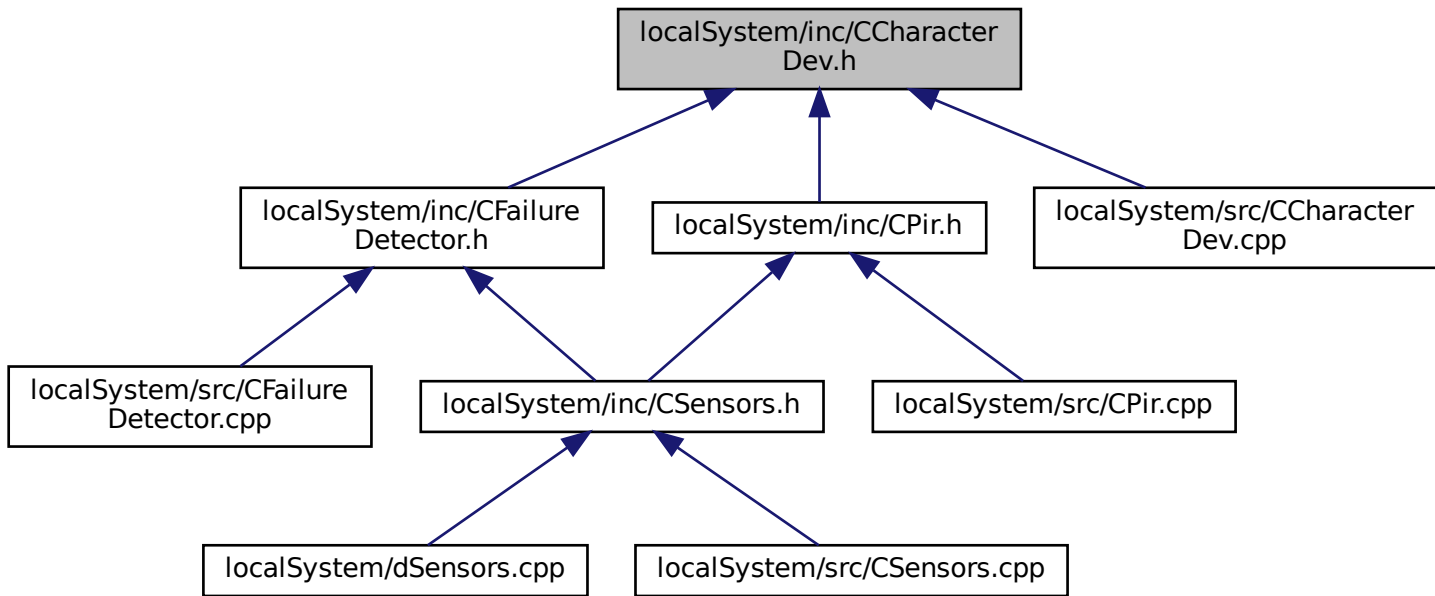 localSystem/inc/CCharacter
Dev.h
localSystem/inc/CFailure
Detector.h
localSystem/inc/CPir.h
localSystem/src/CCharacter
Dev.cpp
localSystem/src/CFailure
Detector.cpp
localSystem/inc/CSensors.h
localSystem/src/CPir.cpp
localSystem/dSensors.cpp
localSystem/src/CSensors.cpp